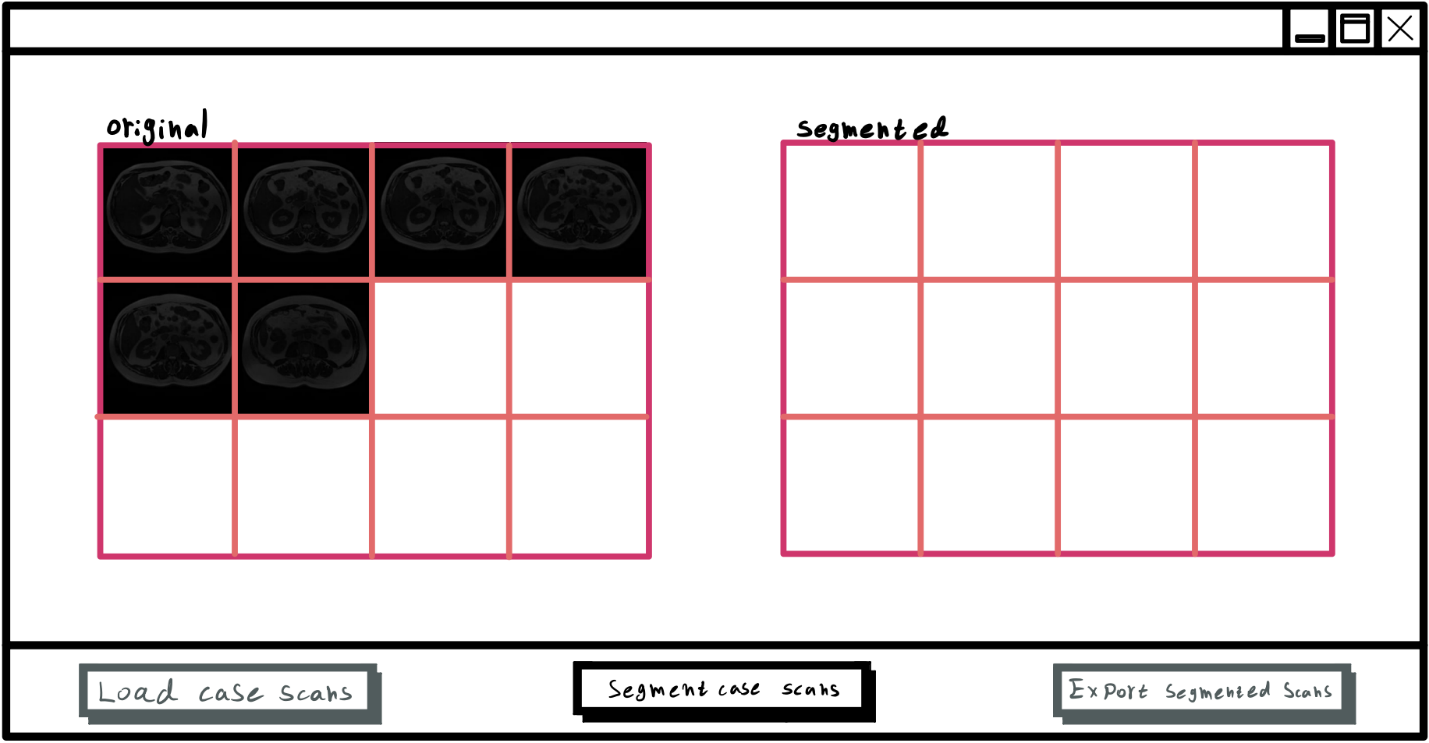 original
segmented
Load case scans
Segment case scans
Export Segmented Scans